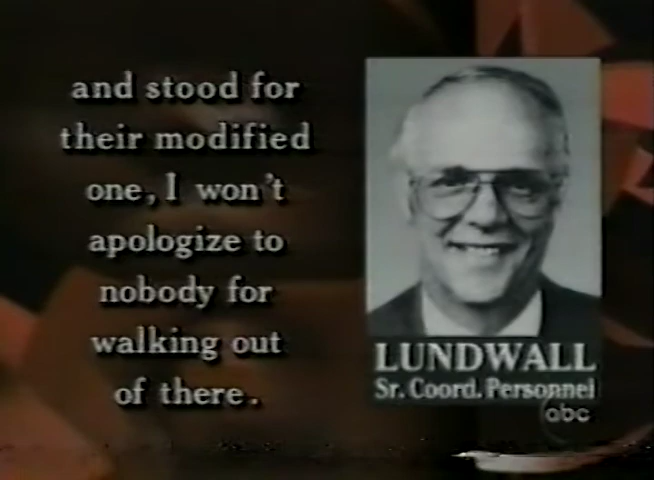 and stood for
their modified
one, I won't
apologize to
nobody for
walking out
of there.
LUNDWALL
Sr. Coord. Personnel
abc